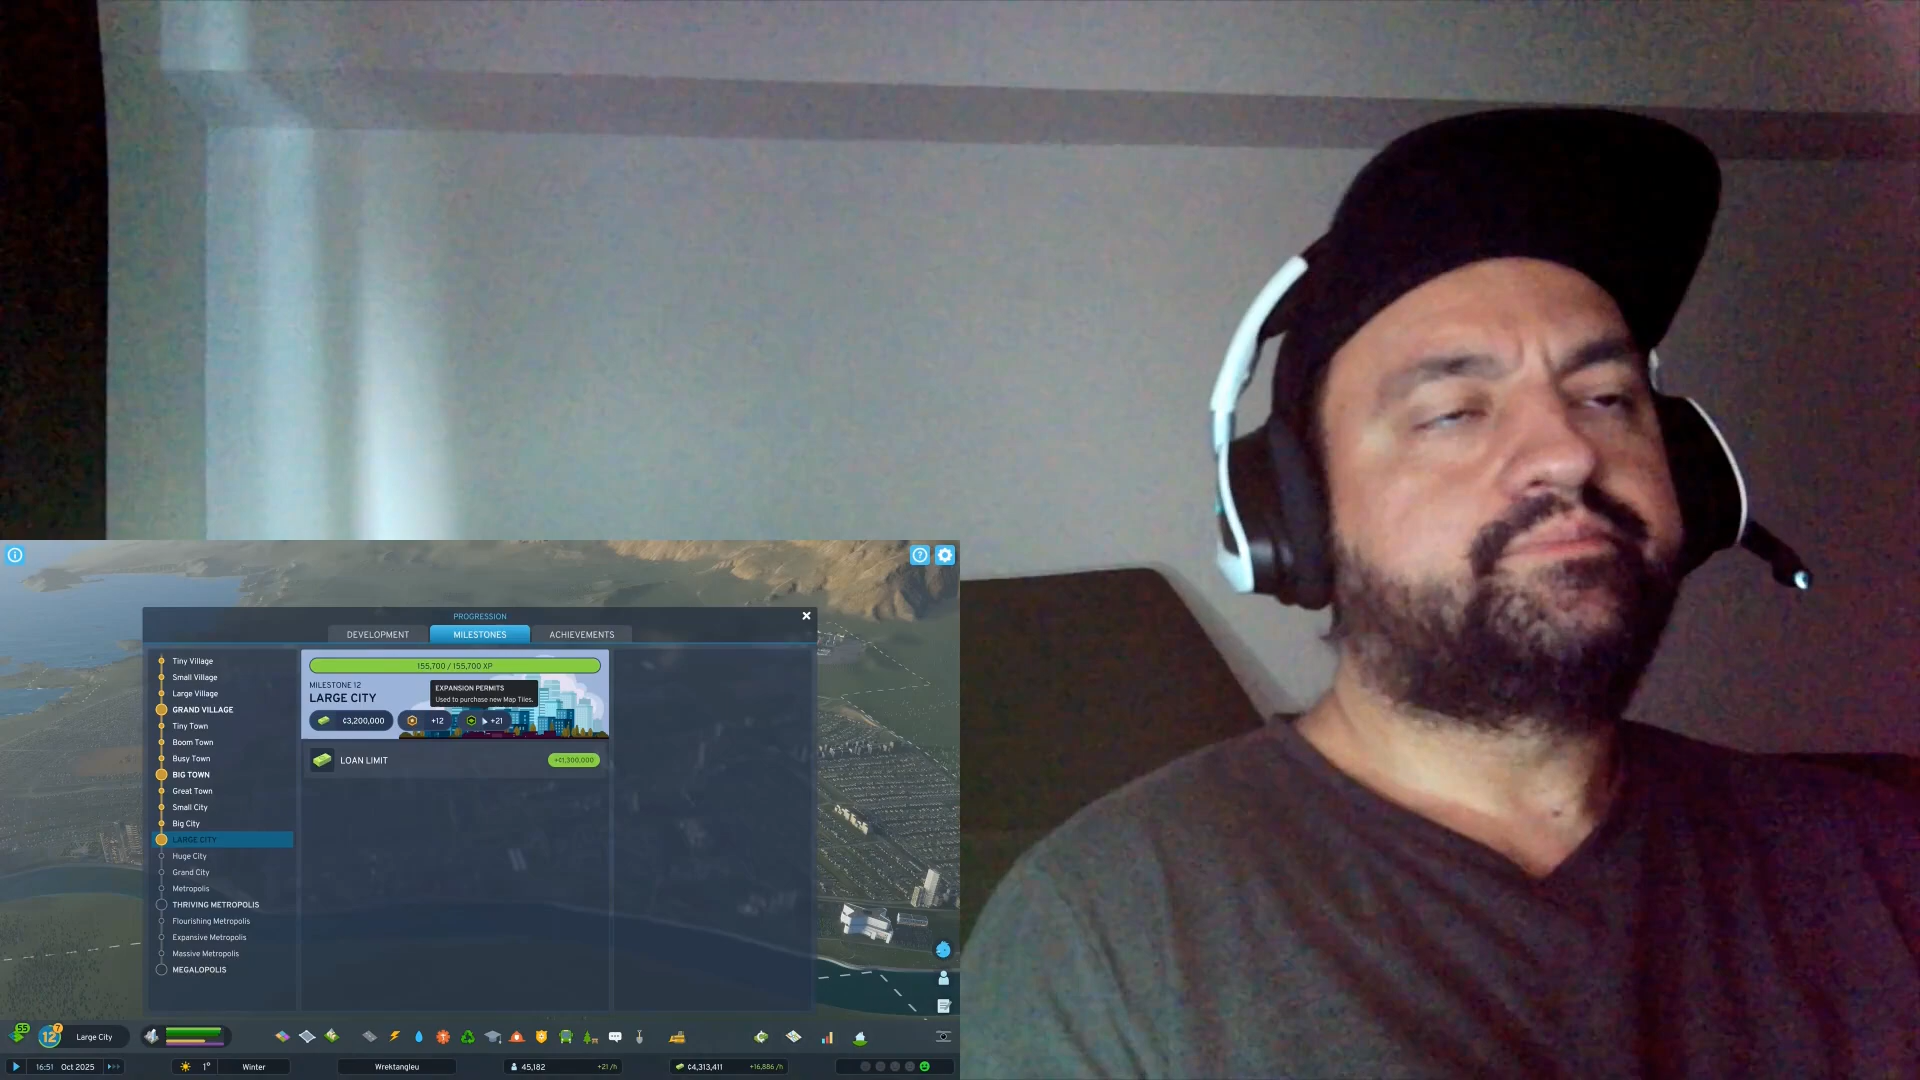 PROGRESSION
DEVELOPMENT
MILESTONES
ACHIEVEMENTS
Tiny Village
Small Village
Large Village
GRAND VILLAGE
Tiny Town
Boom Town
Busy Town
BIG TOWN
Great Town
Small City
Big City
LARGE CITY
Huge City
Grand City
Metropolis
THRIVING METROPOLIS
Flourishing Metropolis
Expansive Metropolis
Massive Metropolis
MEGALOPOLIS
155,700 / 155,700 XP
MILESTONE 12
LARGE CITY
EXPANSION PERMITS
Used to purchase new Map Tiles.
¢3,200,000
+12
+21
LOAN LIMIT
+¢1,300,000
55
12
7
Large City
16:51 Oct 2025
1°
Winter
Wrektangleu
45,182
+21 /h
¢4,313,411
+16,886 /h